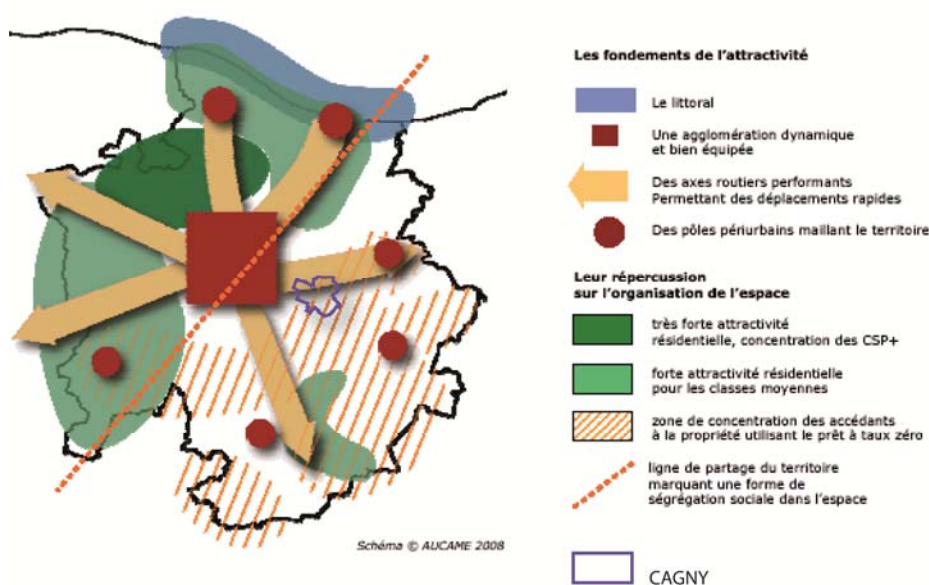 Les fondements de l'attractivité
Le littoral
Une agglomération dynamique
et bien équipée
Des axes routiers performants
Permettant des déplacements rapides
Des pôles périurbains maillant le territoire
Leur répercussion
sur l'organisation de l'espace
très forte attractivité
résidentielle, concentration des CSP+
forte attractivité résidentielle
pour les classes moyennes
zone de concentration des accédants
à la propriété utilisant le prêt à taux zéro
ligne de partage du territoire
marquant une forme de
ségrégation sociale dans l'espace
Schéma © AUCAME 2008
CAGNY